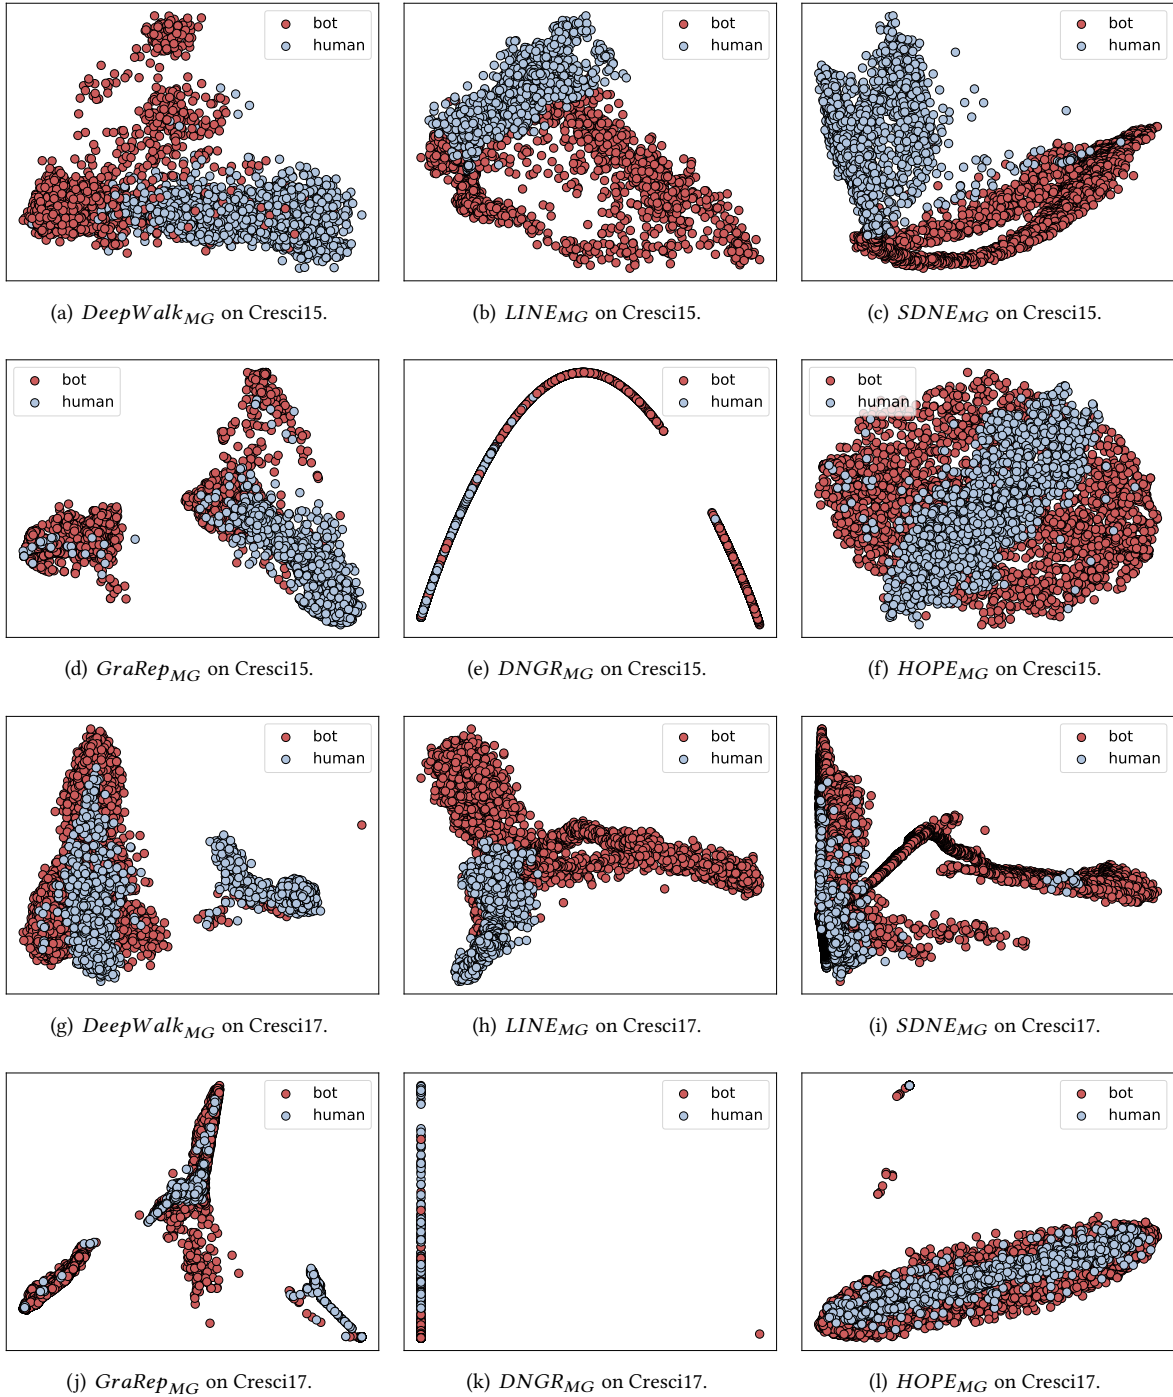 bot
human
bot
human
bot
human
(a) DeepWalk_MG on Cresci15.
(b) LINE_MG on Cresci15.
(c) SDNE_MG on Cresci15.
bot
human
bot
human
bot
human
(d) GraRep_MG on Cresci15.
(e) DNGR_MG on Cresci15.
(f) HOPE_MG on Cresci15.
bot
human
bot
human
bot
human
(g) DeepWalk_MG on Cresci17.
(h) LINE_MG on Cresci17.
(i) SDNE_MG on Cresci17.
bot
human
bot
human
bot
human
(j) GraRep_MG on Cresci17.
(k) DNGR_MG on Cresci17.
(l) HOPE_MG on Cresci17.